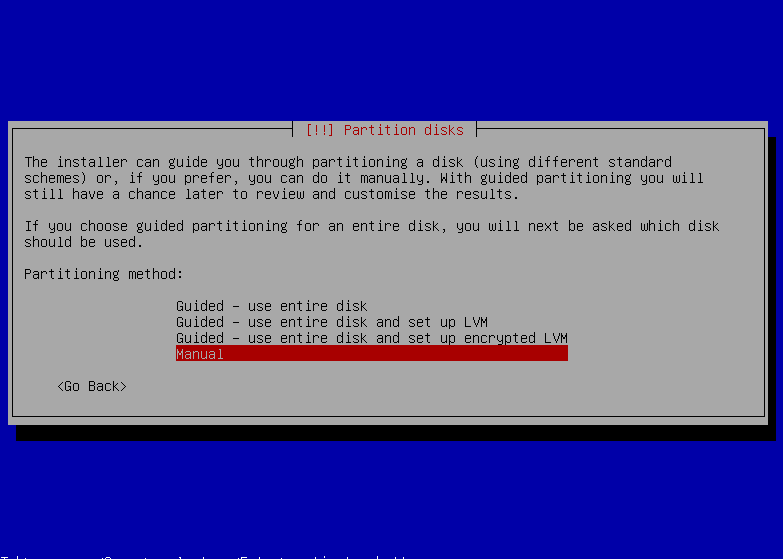 [!!] Partition disks
The installer can guide you through partitioning a disk (using different standard
schemes) or, if you prefer, you can do it manually. With guided partitioning you will
still have a chance later to review and customise the results.
If you choose guided partitioning for an entire disk, you will next be asked which disk
should be used.
Partitioning method:
Guided - use entire disk
Guided - use entire disk and set up LVM
Guided - use entire disk and set up encrypted LVM
Manual
<Go Back>